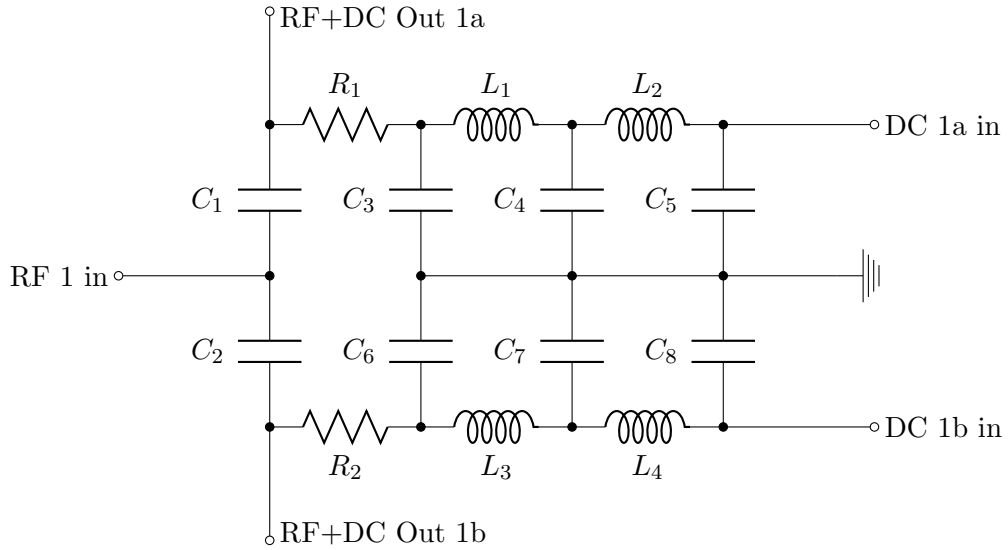 RF+DC Out 1a
R1
L1
L2
DC 1a in
C1
C3
C4
C5
RF 1 in
C2
C6
C7
C8
DC 1b in
R2
L3
L4
RF+DC Out 1b